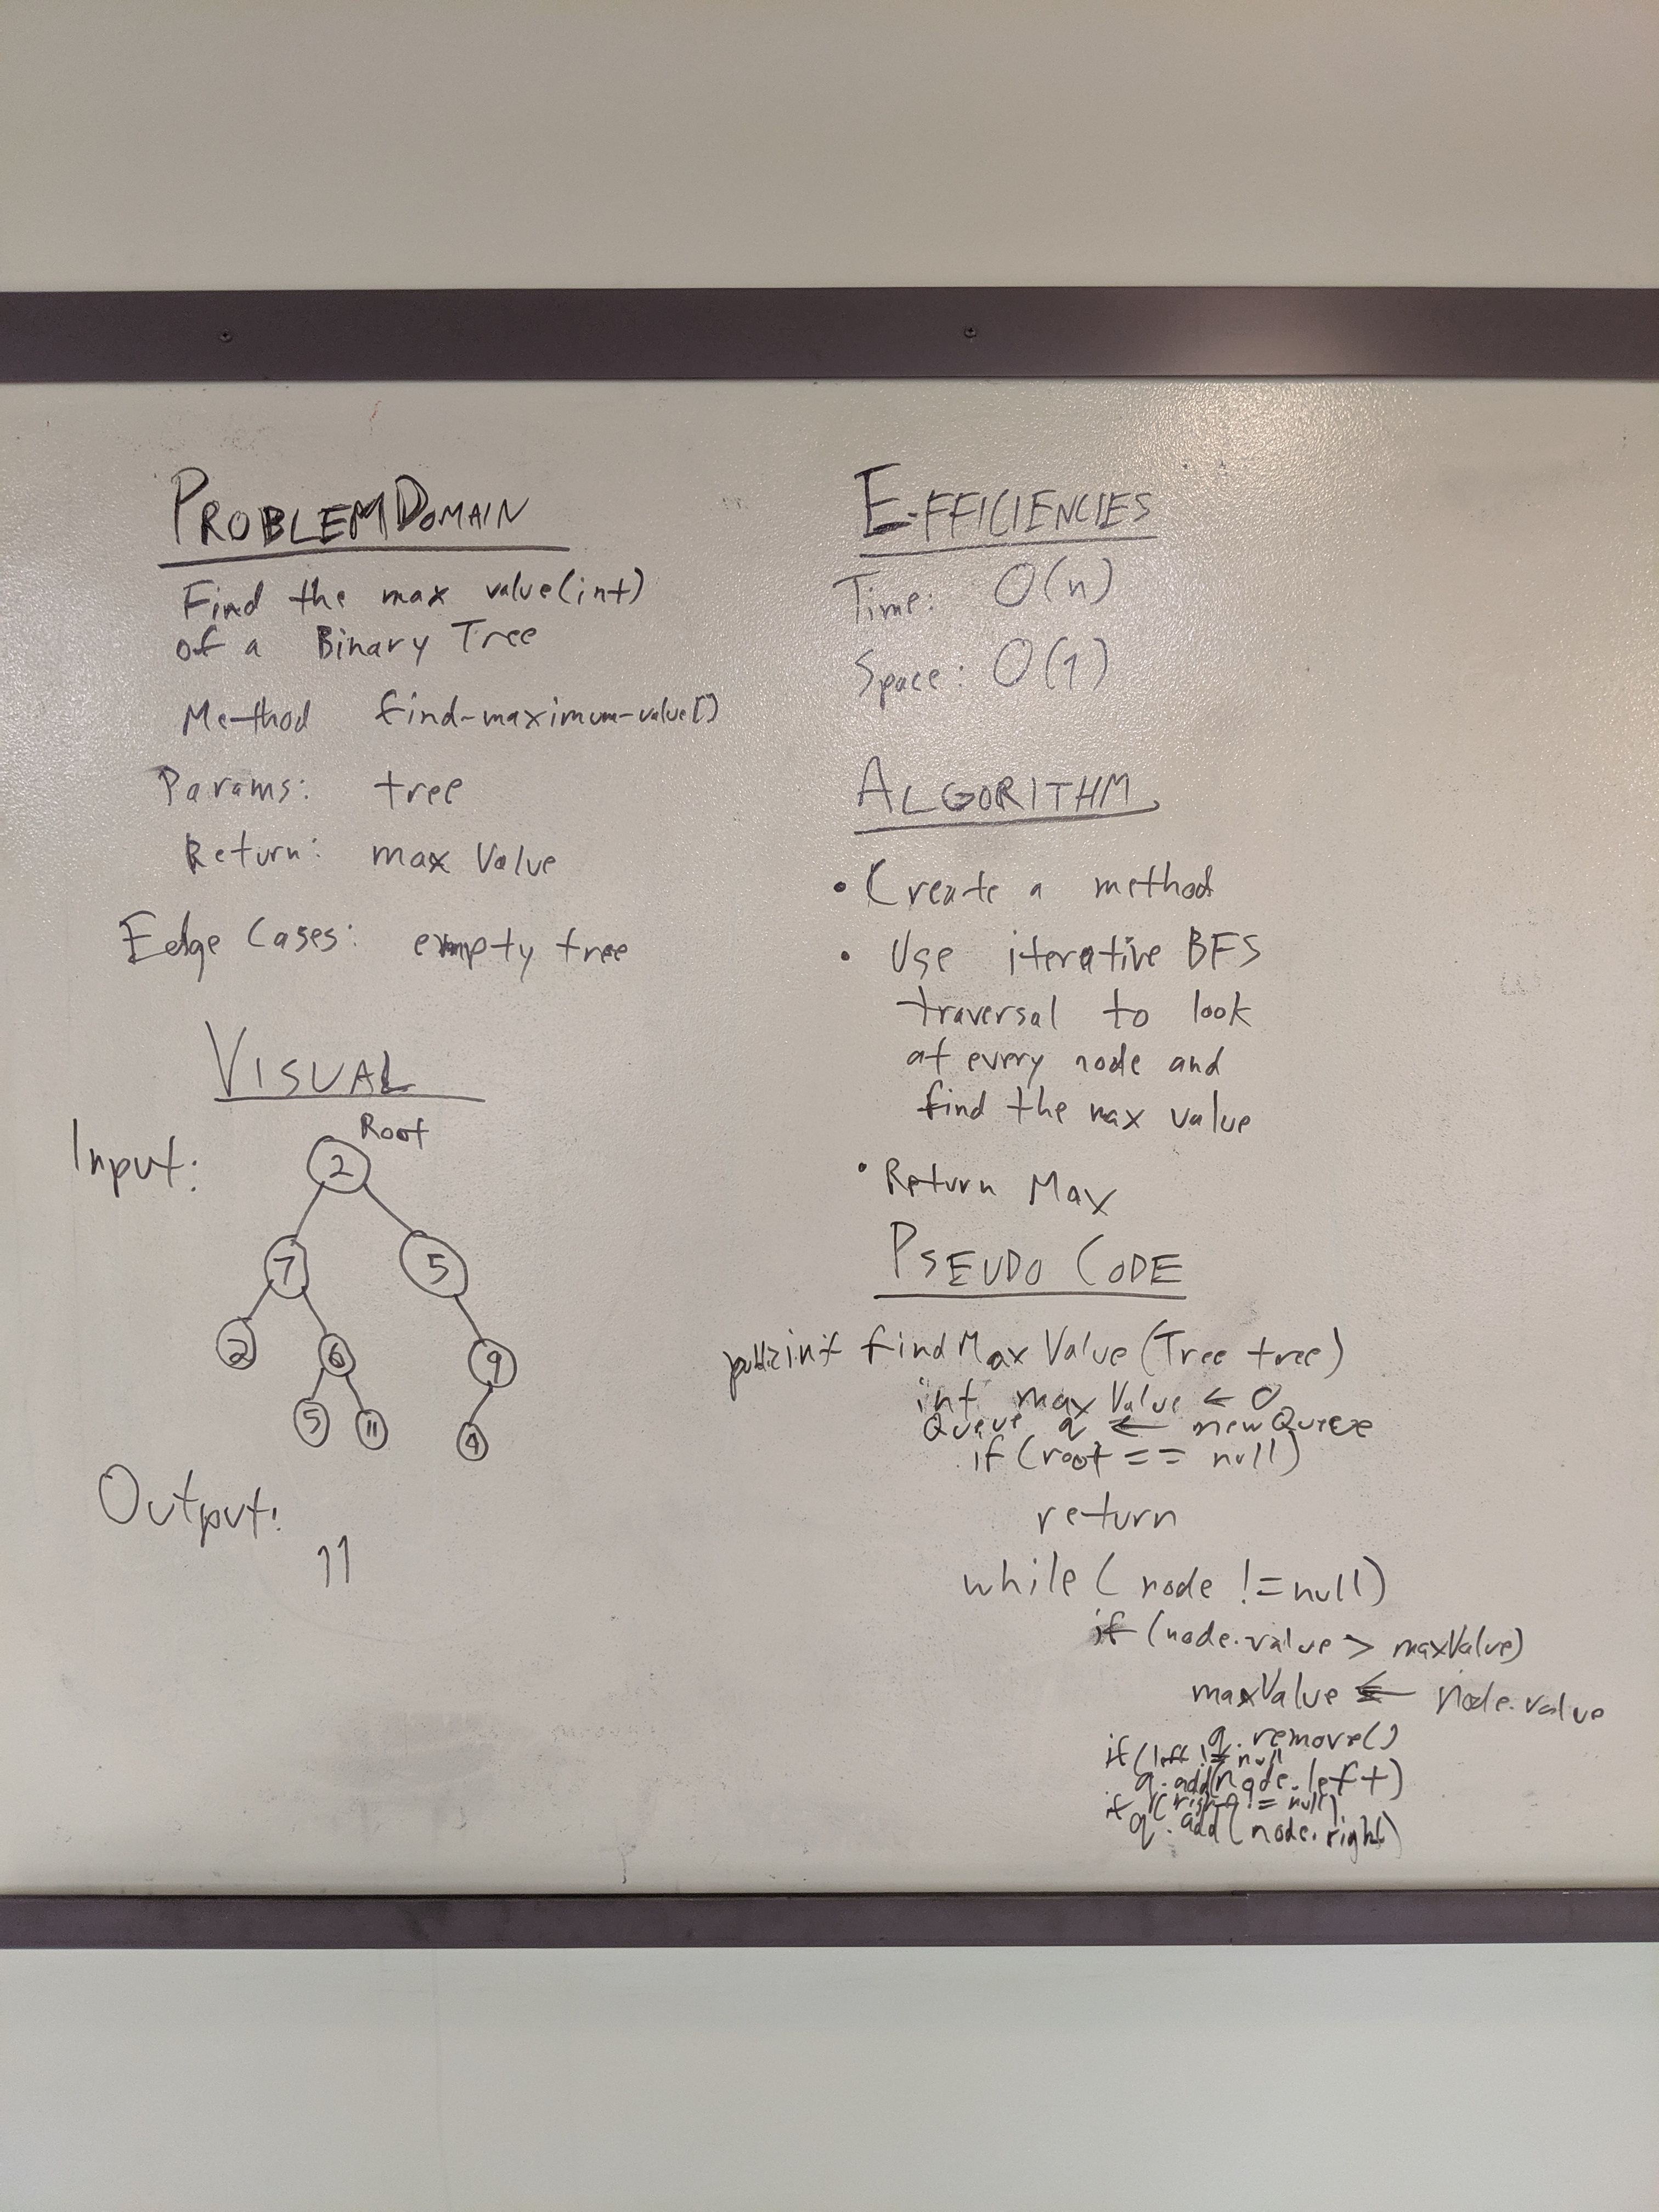 PROBLEM DOMAIN
Find the max value(int)
of a Binary Tree
Method find-maximum-value()
Params: tree
Return: max Value
Edge Cases: empty tree
VISUAL
Root
Input:
2
7 5
2 6 9
5 11 4
Output:
11
EFFICIENCIES
Time: O(n)
Space: O(1)
ALGORITHM
• Create a method
• Use iterative BFS
traversal to look
at every node and
find the max value
• Return Max
PSEUDO CODE
public int findMaxValue(Tree tree)
int maxValue ← 0
Queue q ← new Queue
if (root == null)
return
while ( node != null)
if (node.value > maxValue)
maxValue ← node.value
q.remove()
if (left != null
q.add(node.left)
if (right != null)
q.add(node.right)